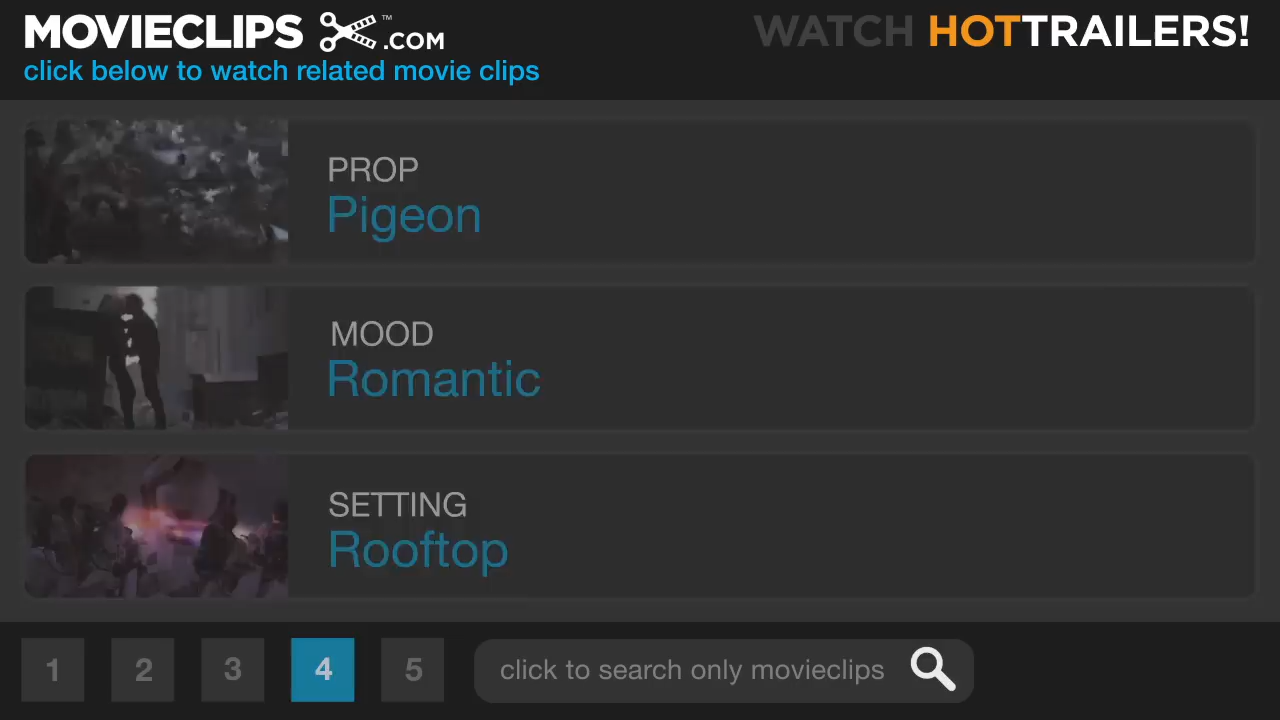 MOVIECLIPS ™ .COM
WATCH HOTTRAILERS!
click below to watch related movie clips
PROP
Pigeon
MOOD
Romantic
SETTING
Rooftop
1 2 3 4 5
click to search only movieclips